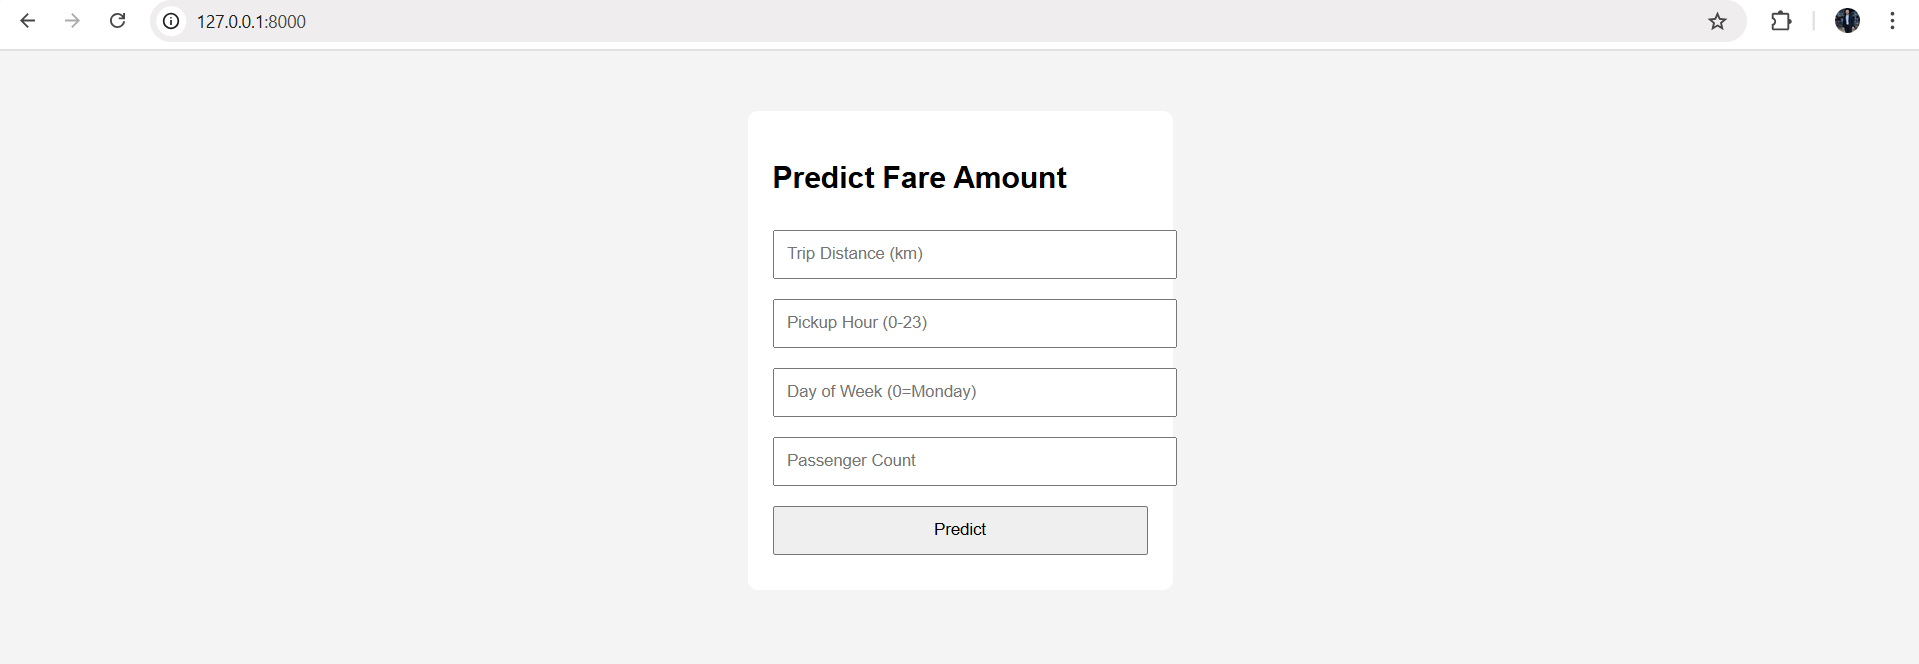 127.0.0.1:8000
Predict Fare Amount
Trip Distance (km)
Pickup Hour (0-23)
Day of Week (0=Monday)
Passenger Count
Predict